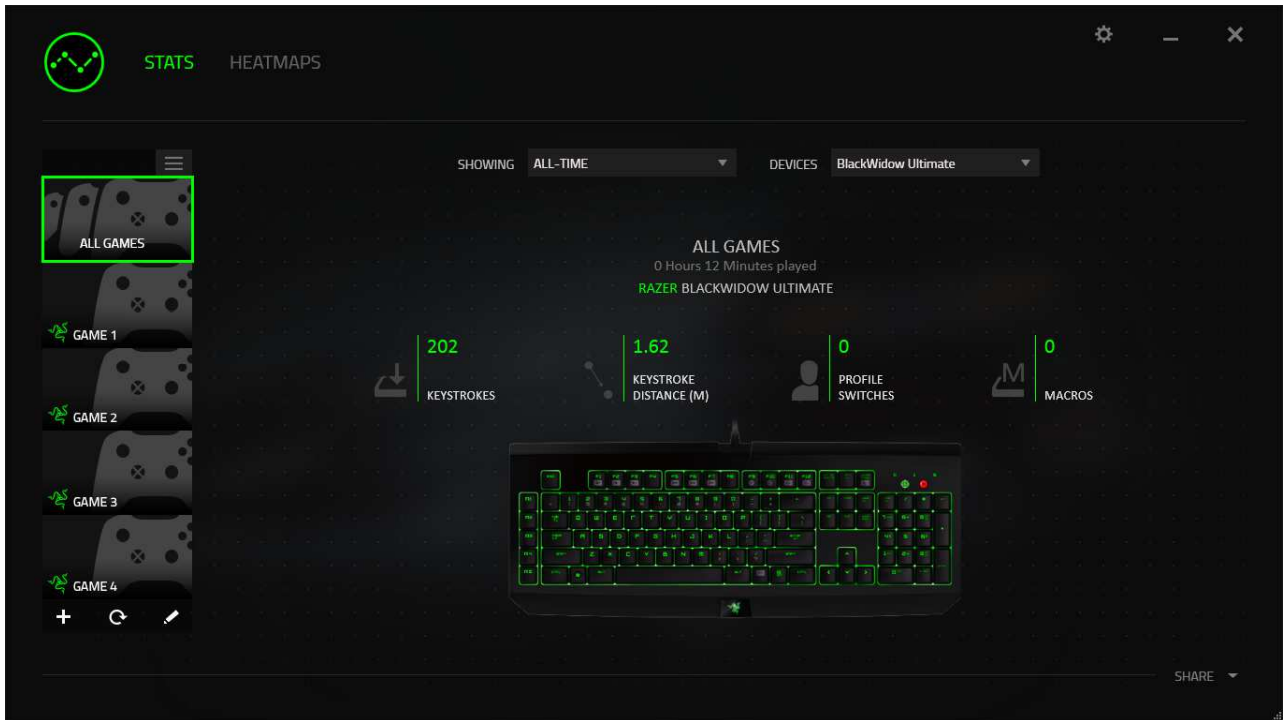 STATS HEATMAPS
SHOWING ALL-TIME DEVICES BlackWidow Ultimate
ALL GAMES
GAME 1
GAME 2
GAME 3
GAME 4
ALL GAMES
0 Hours 12 Minutes played
RAZER BLACKWIDOW ULTIMATE
202
KEYSTROKES
1.62
KEYSTROKE
DISTANCE (M)
0
PROFILE
SWITCHES
M
0
MACROS
SHARE